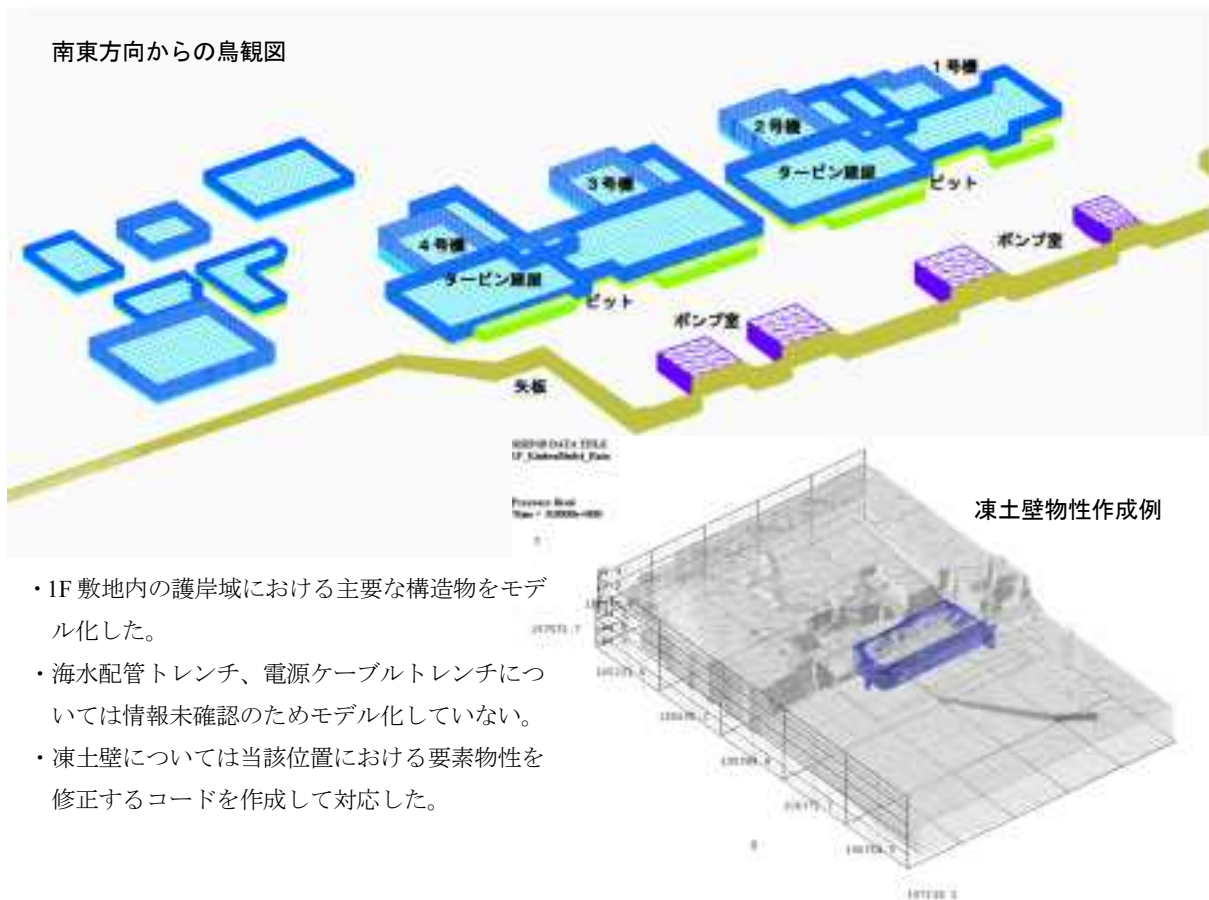 南東方向からの鳥観図
1号機
2号機
タービン建屋
ピット
3号機
ポンプ室
4号機
タービン建屋
ピット
ポンプ室
矢板
凍土壁物性作成例
・1F 敷地内の護岸域における主要な構造物をモデ
ル化した。
・海水配管トレンチ、電源ケーブルトレンチにつ
いては情報未確認のためモデル化していない。
・凍土壁については当該位置における要素物性を
修正するコードを作成して対応した。